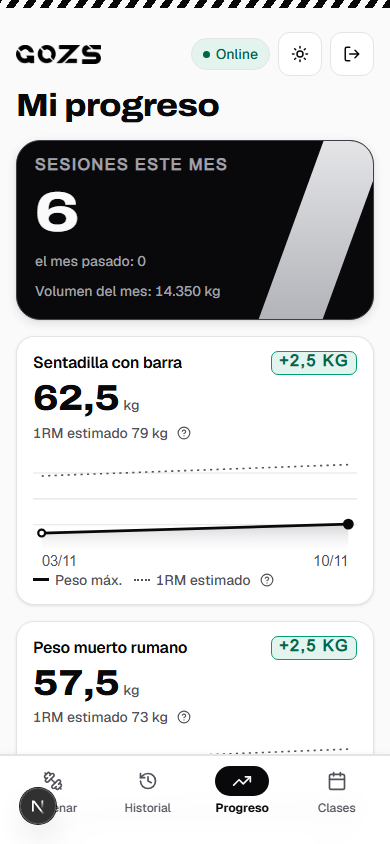 GOZS
Online
Mi progreso
SESIONES ESTE MES
6
el mes pasado: 0
Volumen del mes: 14.350 kg
Sentadilla con barra
+2,5 KG
62,5 kg
1RM estimado 79 kg ?
03/11
10/11
Peso máx.
1RM estimado ?
Peso muerto rumano
+2,5 KG
57,5 kg
1RM estimado 73 kg ?
N
enar
Historial
Progreso
Clases